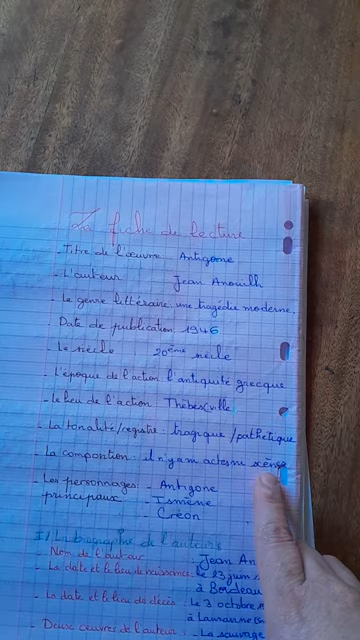 La fiche de lecture
- Titre de l'œuvre Antigone
- L'auteur Jean Anouilh
- Le genre littéraire: une tragédie moderne.
- Date de publication. 1946
- Le siècle 20ème siècle
- L'époque de l'action l'antiquité grecque
- le lieu de l'action Thèbes (ville)
- La tonalité/registre: tragique /pathétique
- La composition: il n'y a ni actes ni scènes
- Les personnages - Antigone
principaux - Ismène
- Créon
I/ La biographie de l'auteur:
- Nom de l'auteur : Jean An
- La date et le lieu de naissance: le 23 juin
à Bordeau
- La date et le lieu de décès: Le 3 octobre
à Lausanne
- Deux œuvres de l'auteur - La sauvage